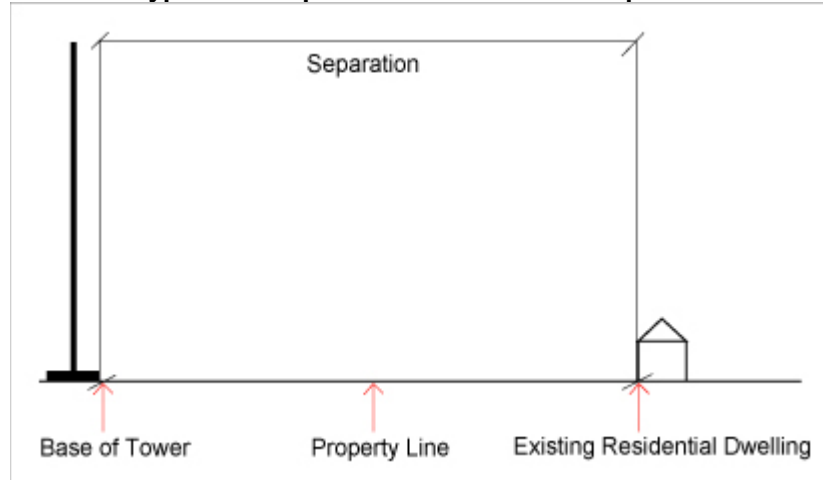 Separation
Base of Tower
Property Line
Existing Residential Dwelling